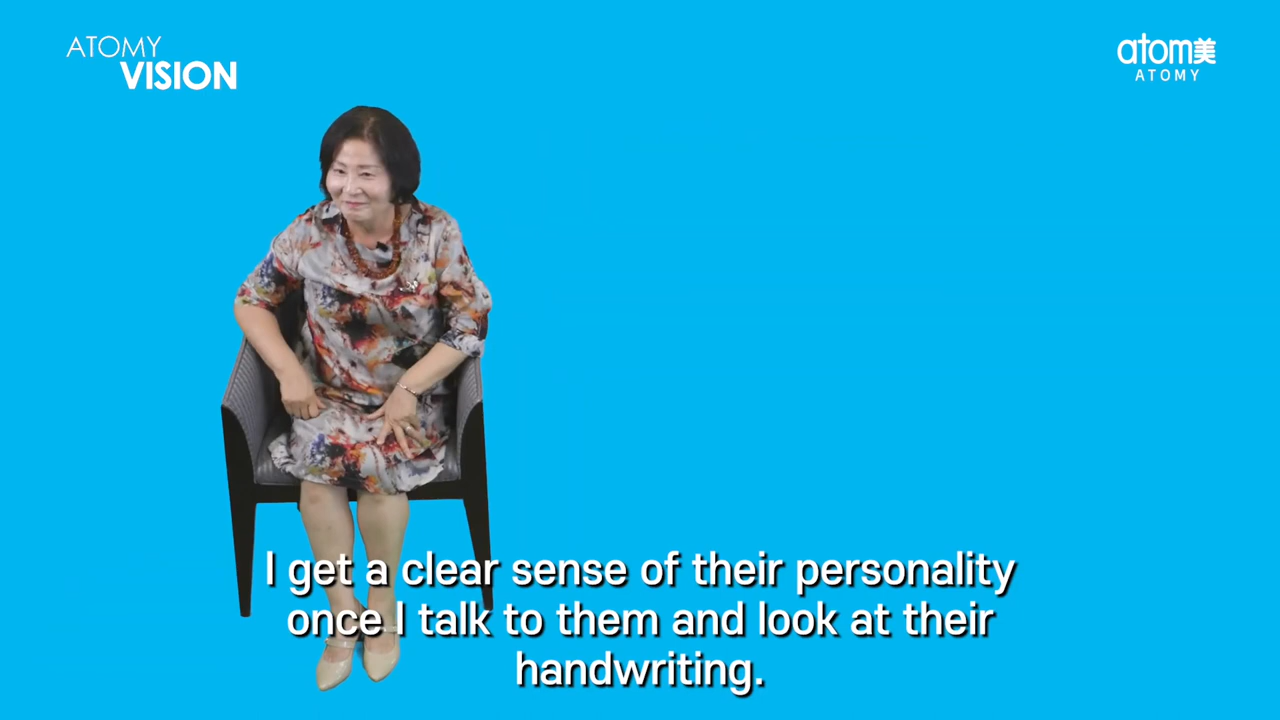 ATOMY
VISION
atom美
ATOMY
I get a clear sense of their personality
once I talk to them and look at their
handwriting.